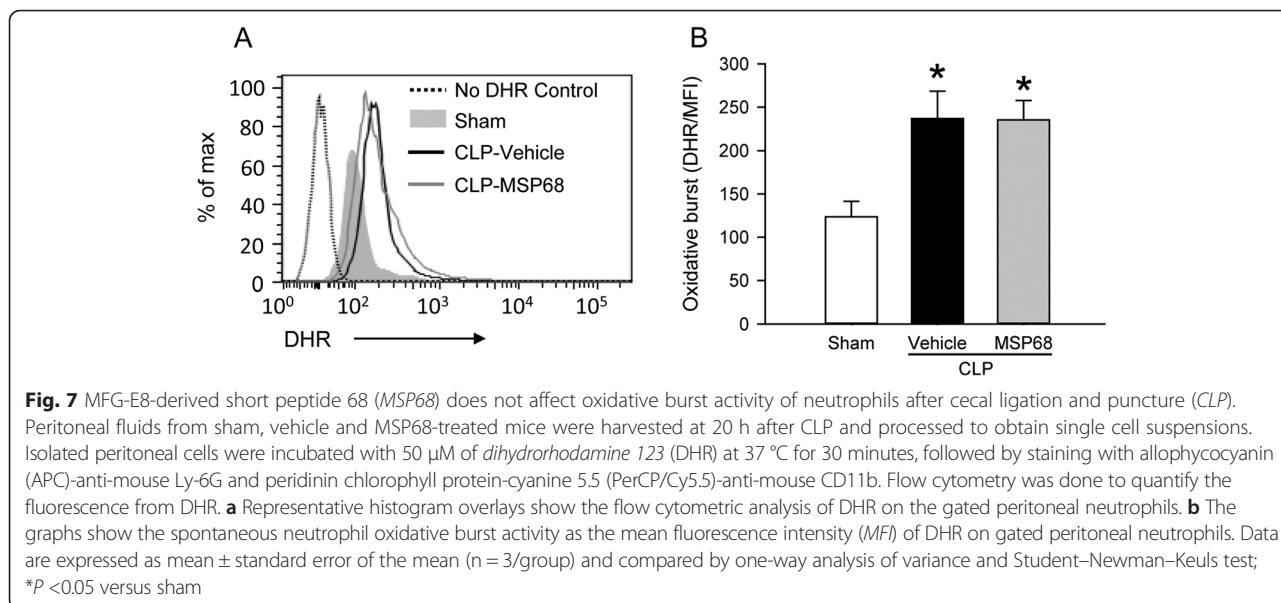 A
% of max
100
80
60
40
20
0
10⁰ 10² 10³ 10⁴ 10⁵
DHR
No DHR Control
Sham
CLP-Vehicle
CLP-MSP68
B
Oxidative burst (DHR/MFI)
300
250
200
150
100
50
0
* *
Sham Vehicle MSP68
CLP
Fig. 7 MFG-E8-derived short peptide 68 (MSP68) does not affect oxidative burst activity of neutrophils after cecal ligation and puncture (CLP).
Peritoneal fluids from sham, vehicle and MSP68-treated mice were harvested at 20 h after CLP and processed to obtain single cell suspensions.
Isolated peritoneal cells were incubated with 50 μM of dihydrorhodamine 123 (DHR) at 37 °C for 30 minutes, followed by staining with allophycocyanin
(APC)-anti-mouse Ly-6G and peridinin chlorophyll protein-cyanine 5.5 (PerCP/Cy5.5)-anti-mouse CD11b. Flow cytometry was done to quantify the
fluorescence from DHR. a Representative histogram overlays show the flow cytometric analysis of DHR on the gated peritoneal neutrophils. b The
graphs show the spontaneous neutrophil oxidative burst activity as the mean fluorescence intensity (MFI) of DHR on gated peritoneal neutrophils. Data
are expressed as mean ± standard error of the mean (n = 3/group) and compared by one-way analysis of variance and Student–Newman–Keuls test;
*P <0.05 versus sham